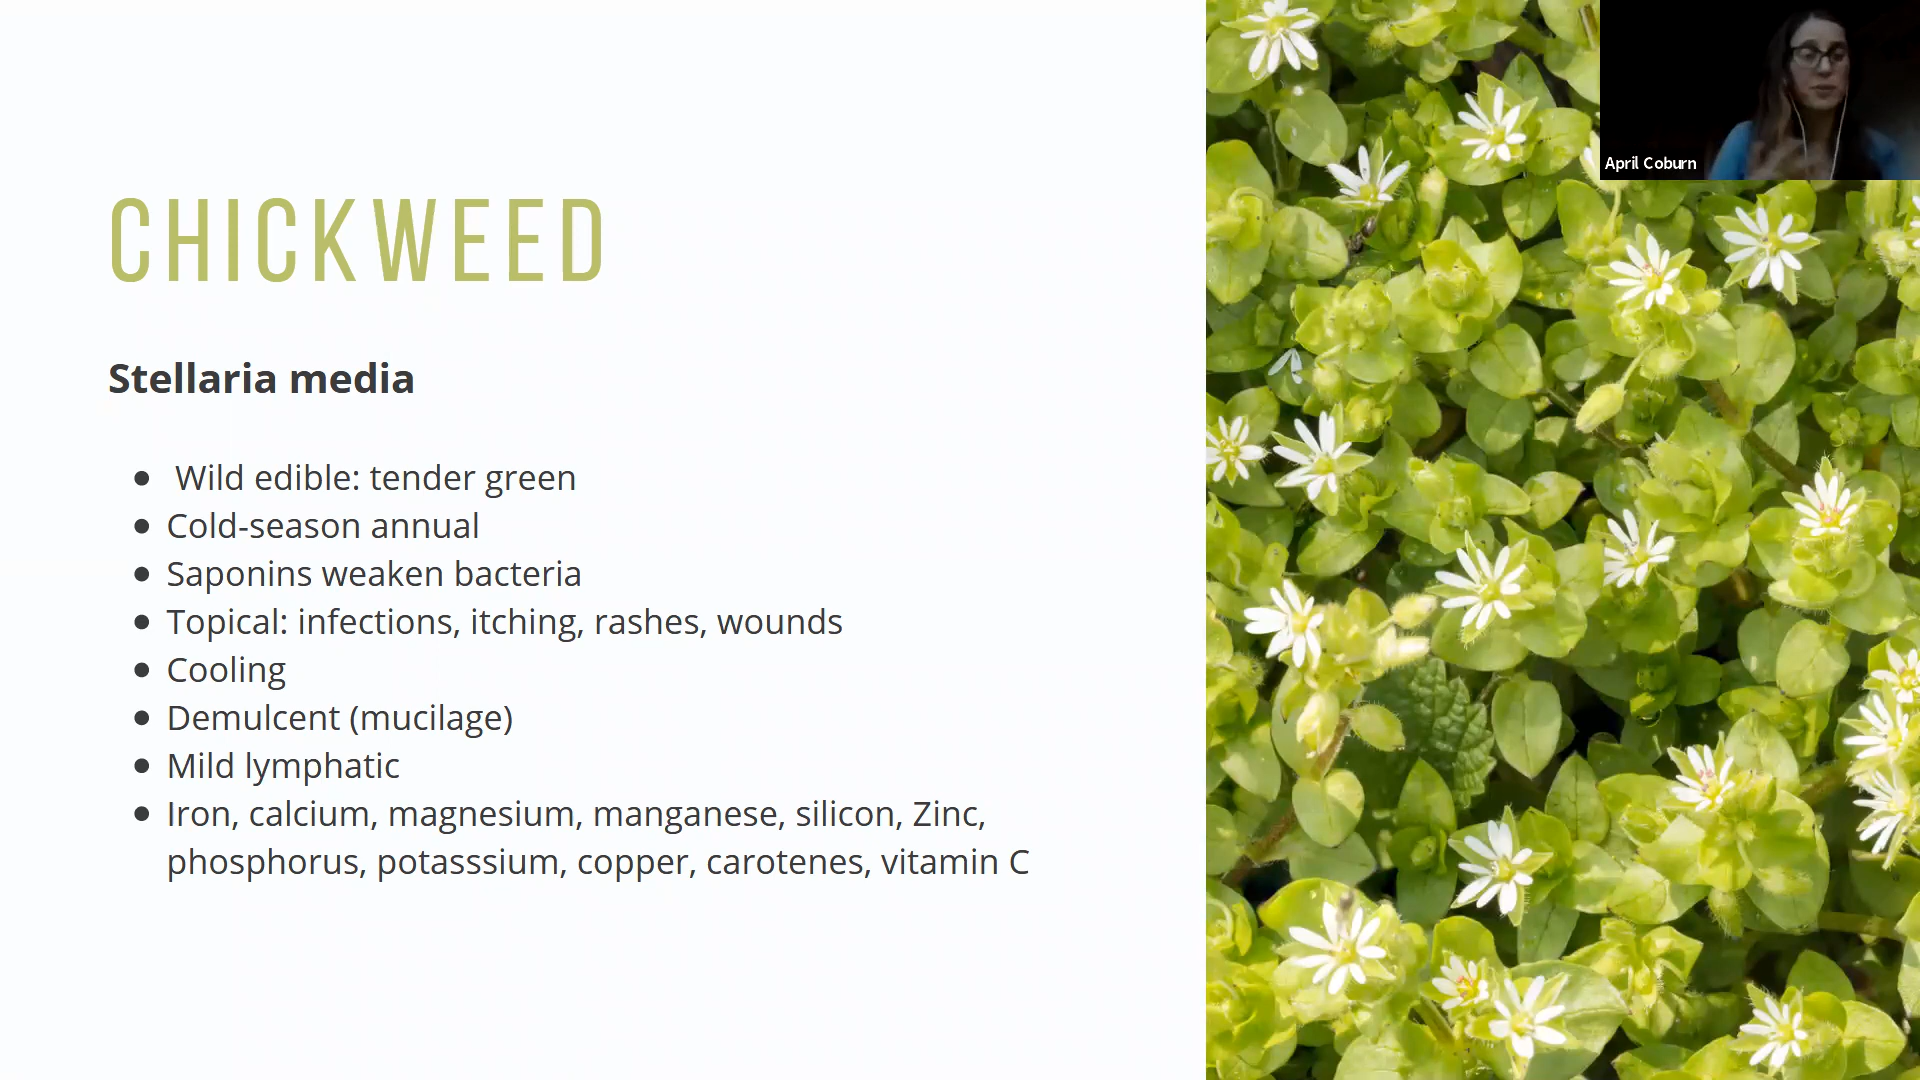 CHICKWEED
Stellaria media
• Wild edible: tender green
• Cold-season annual
• Saponins weaken bacteria
• Topical: infections, itching, rashes, wounds
• Cooling
• Demulcent (mucilage)
• Mild lymphatic
• Iron, calcium, magnesium, manganese, silicon, Zinc,
phosphorus, potasssium, copper, carotenes, vitamin C
April Coburn